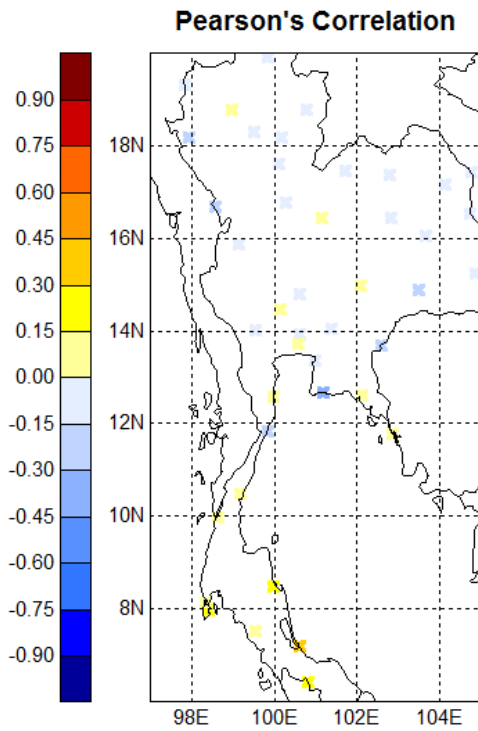 Pearson's Correlation
0.90
0.75
0.60
0.45
0.30
0.15
0.00
-0.15
-0.30
-0.45
-0.60
-0.75
-0.90
18N
16N
14N
12N
10N
8N
98E 100E 102E 104E